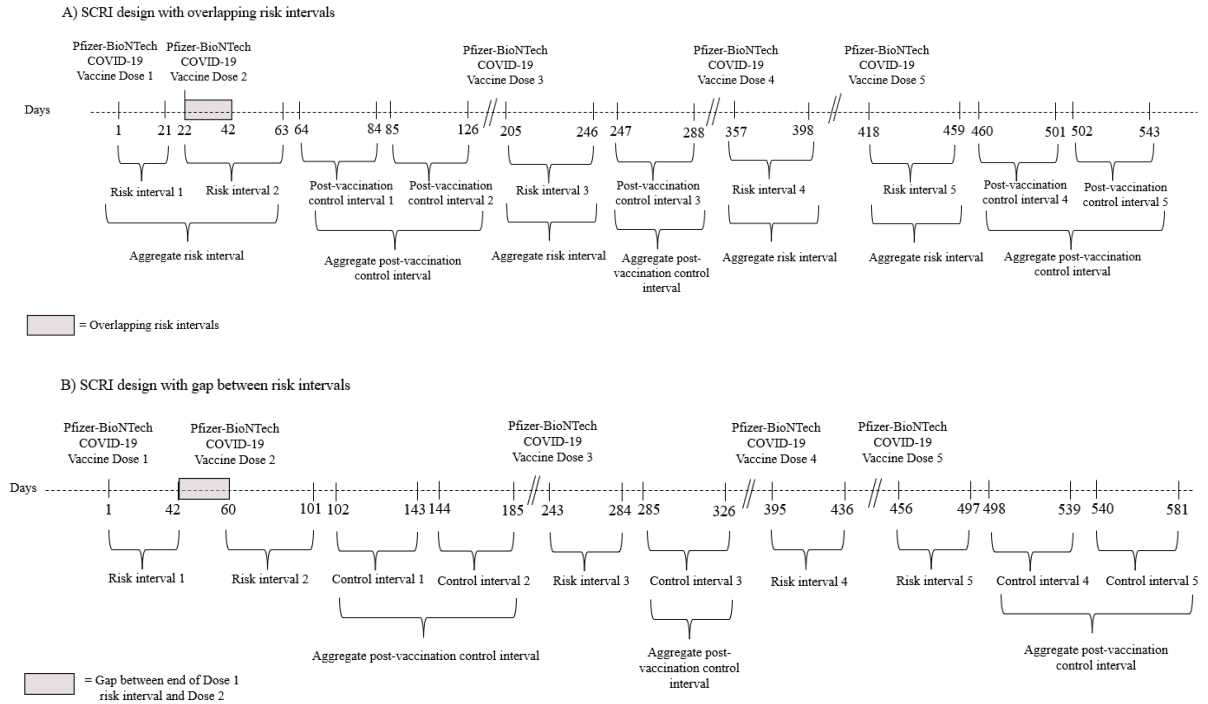 A) SCRI design with overlapping risk intervals
Pfizer-BioNTech
COVID-19
Vaccine Dose 1
Pfizer-BioNTech
COVID-19
Vaccine Dose 2
Pfizer-BioNTech
COVID-19
Vaccine Dose 3
Pfizer-BioNTech
COVID-19
Vaccine Dose 4
Pfizer-BioNTech
COVID-19
Vaccine Dose 5
Days
1 21 22 42 63 64 84 85 126 205 246 247 288 357 398 418 459 460 501 502 543
Risk interval 1
Risk interval 2
Post-vaccination
control interval 1
Post-vaccination
control interval 2
Risk interval 3
Post-vaccination
control interval 3
Risk interval 4
Risk interval 5
Post-vaccination
control interval 4
Post-vaccination
control interval 5
Aggregate risk interval
Aggregate post-vaccination
control interval
Aggregate risk interval
Aggregate post-
vaccination control
interval
Aggregate risk interval
Aggregate risk interval
Aggregate post-vaccination
control interval
= Overlapping risk intervals
B) SCRI design with gap between risk intervals
Pfizer-BioNTech
COVID-19
Vaccine Dose 1
Pfizer-BioNTech
COVID-19
Vaccine Dose 2
Pfizer-BioNTech
COVID-19
Vaccine Dose 3
Pfizer-BioNTech
COVID-19
Vaccine Dose 4
Pfizer-BioNTech
COVID-19
Vaccine Dose 5
Days
1 42 60 101 102 143 144 185 243 284 285 326 395 436 456 497 498 539 540 581
Risk interval 1
Risk interval 2
Control interval 1
Control interval 2
Risk interval 3
Control interval 3
Risk interval 4
Risk interval 5
Control interval 4
Control interval 5
Aggregate post-vaccination control interval
Aggregate post-
vaccination control
interval
Aggregate post-vaccination
control interval
= Gap between end of Dose 1
risk interval and Dose 2